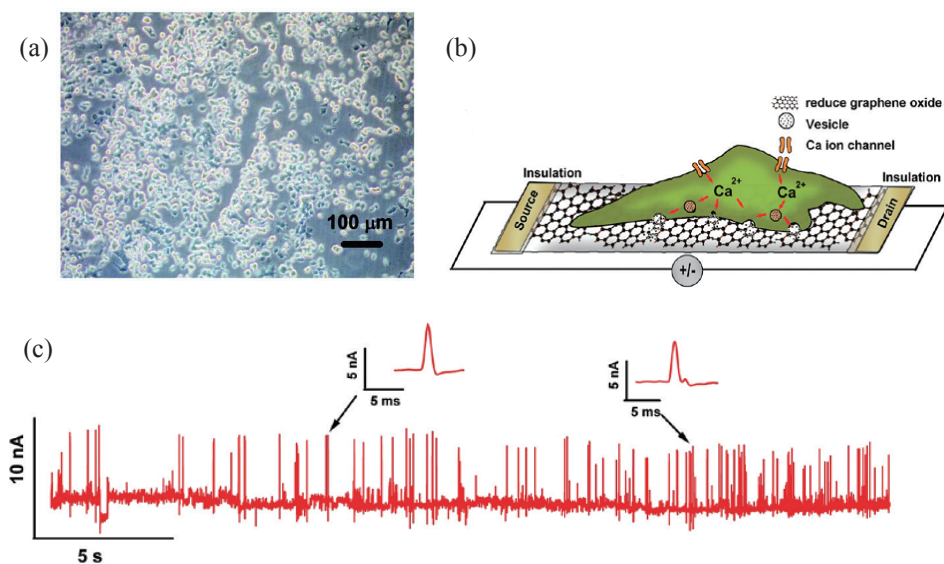 (a)
100 μm
(b)
reduce graphene oxide
Vesicle
Ca ion channel
Insulation
Insulation
Source
Ca2+
Ca2+
Drain
+/-
(c)
5 nA
5 ms
5 nA
5 ms
10 nA
5 s